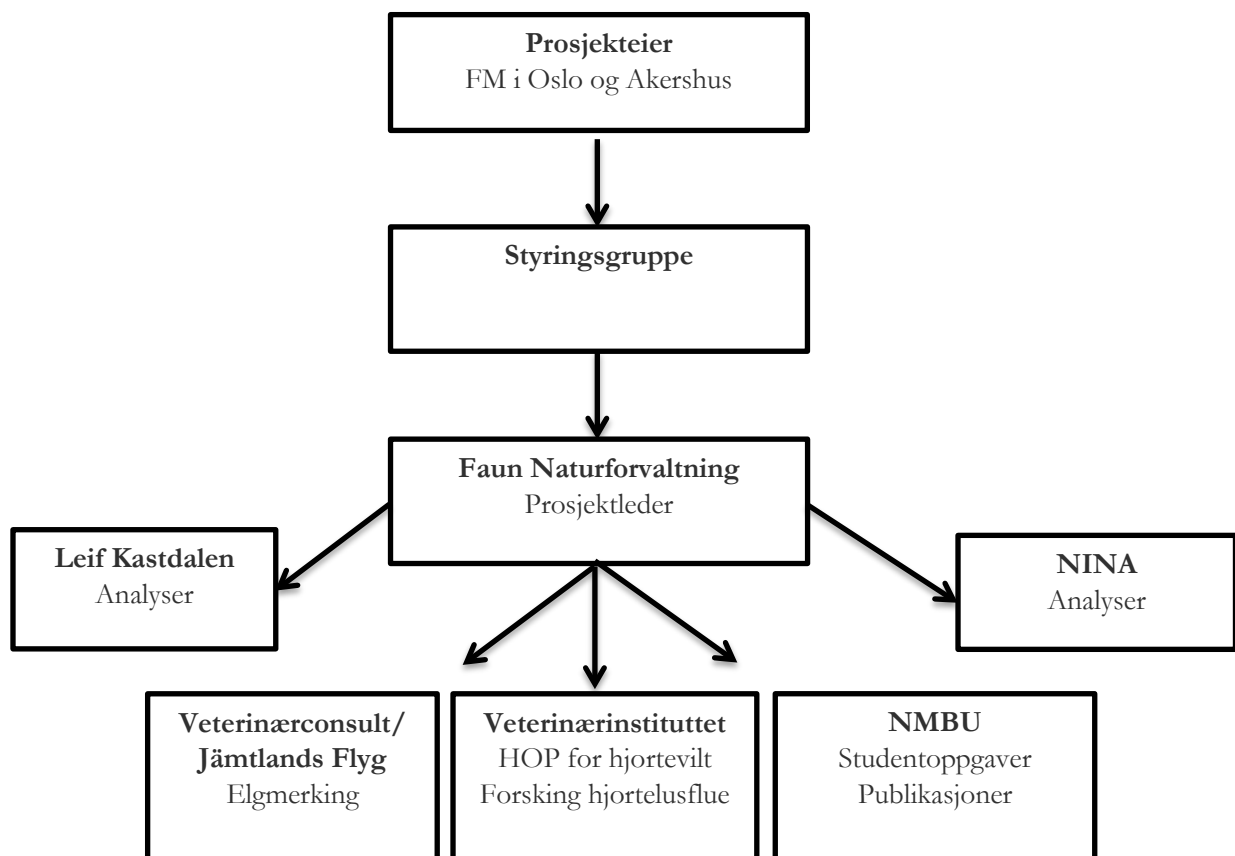 Prosjekteier
FM i Oslo og Akershus
Styringsgruppe
Faun Naturforvaltning
Prosjektleder
Leif Kastdalen
Analyser
NINA
Analyser
Veterinærconsult/
Jämtlands Flyg
Elgmerking
Veterinærinstituttet
HOP for hjortevilt
Forsking hjortelusflue
NMBU
Studentoppgaver
Publikasjoner